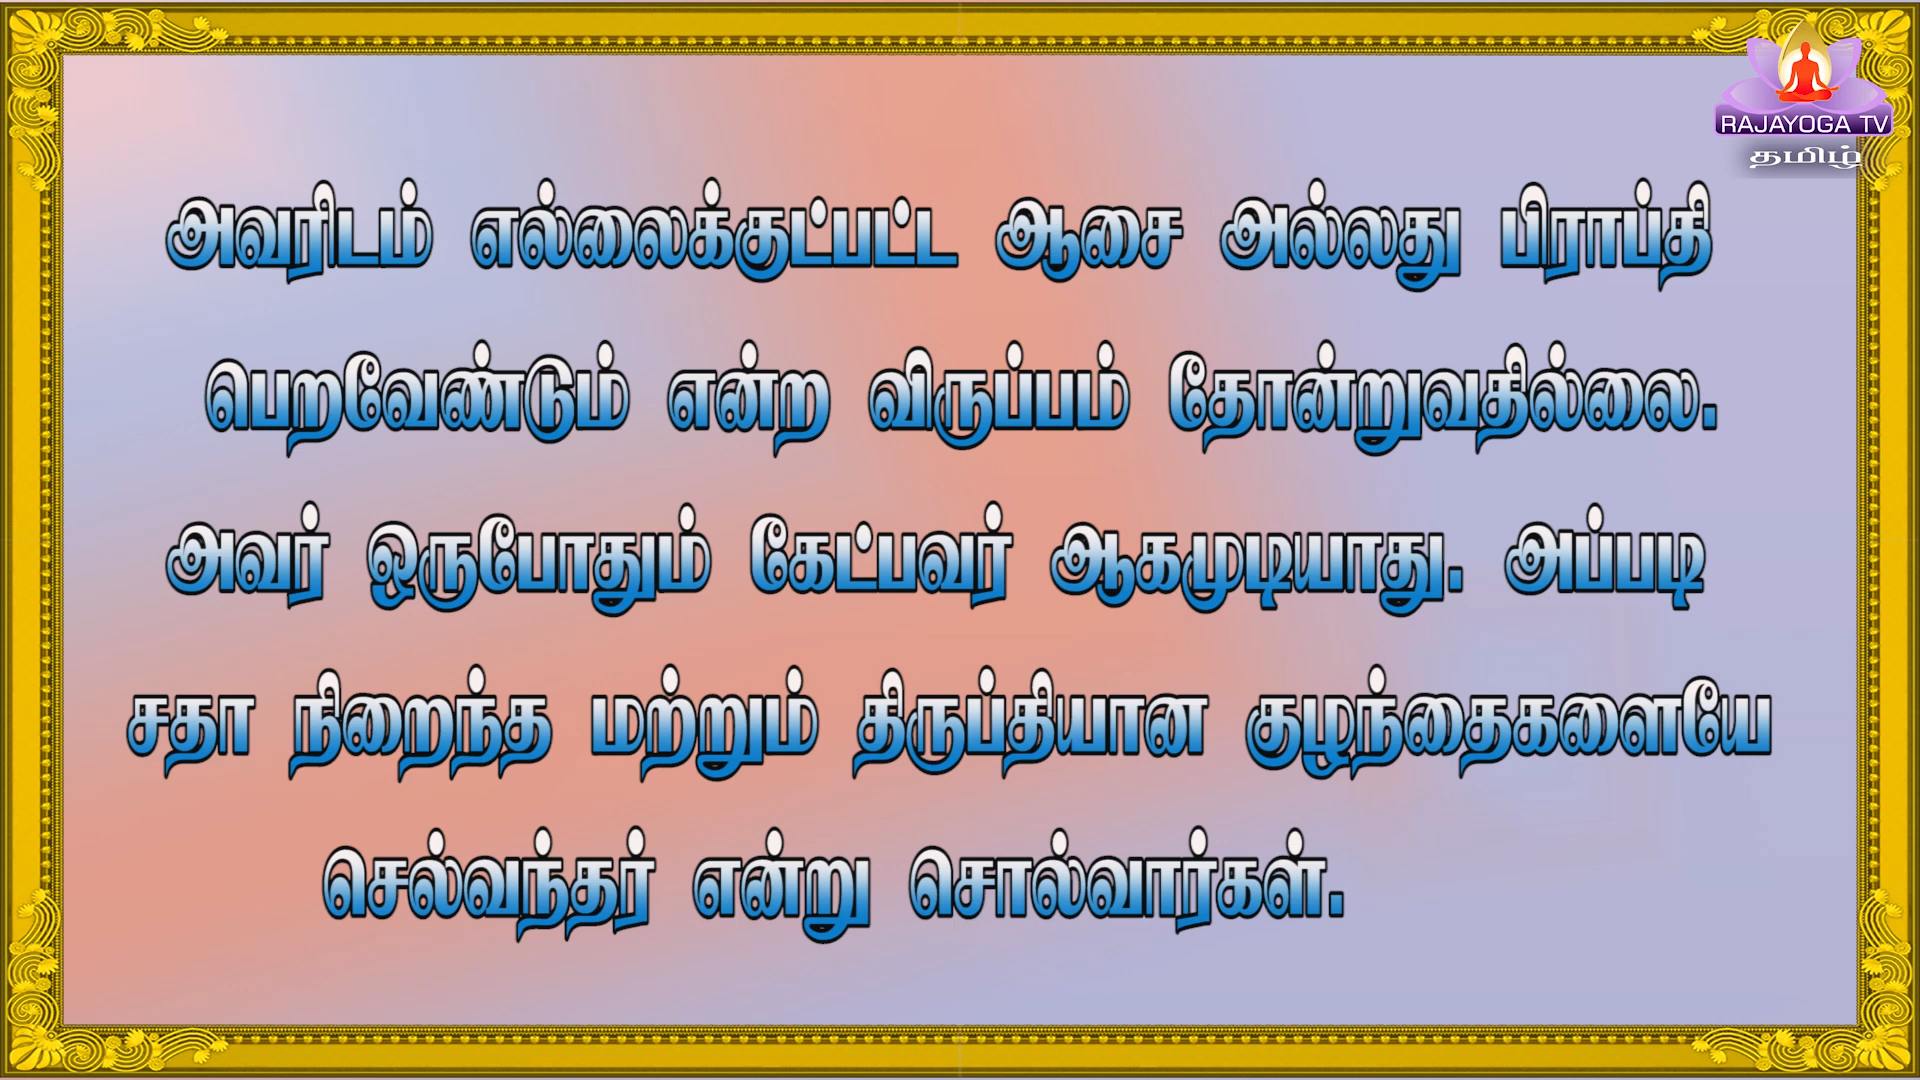 RAJAYOGA TV
தமிழ்
அவரிடம் எல்லைக்குட்பட்ட ஆசை அல்லது பிராப்தி
பெறவேண்டும் என்ற விருப்பம் தோன்றுவதில்லை.
அவர் ஒருபோதும் கேட்பவர் ஆகமுடியாது. அப்படி
சதா நிறைந்த மற்றும் திருப்தியான குழந்தைகளையே
செல்வந்தர் என்று சொல்வார்கள்.